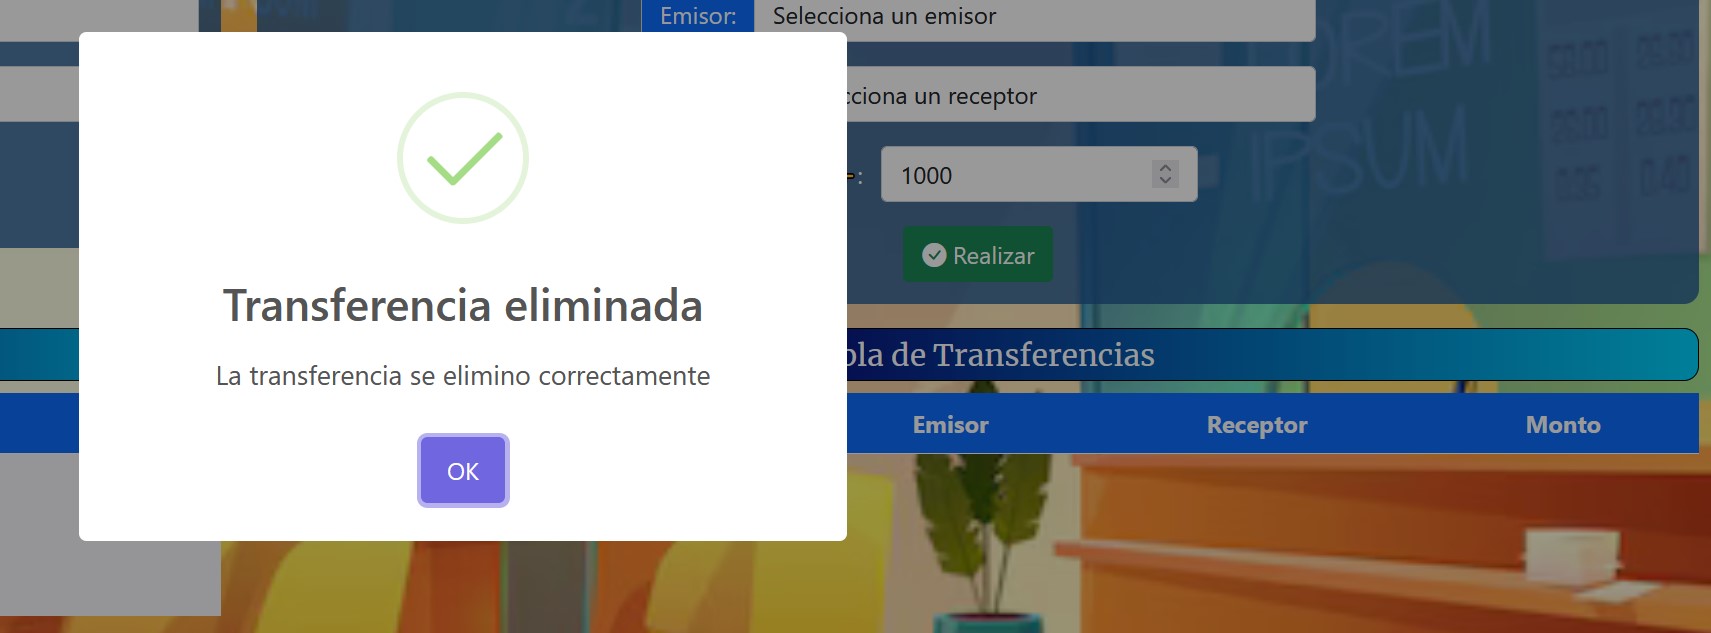 Emisor: Selecciona un emisor
cciona un receptor
: 1000
Realizar
Transferencia eliminada
La transferencia se elimino correctamente
OK
bla de Transferencias
Emisor Receptor Monto
LOREM
IPSUM